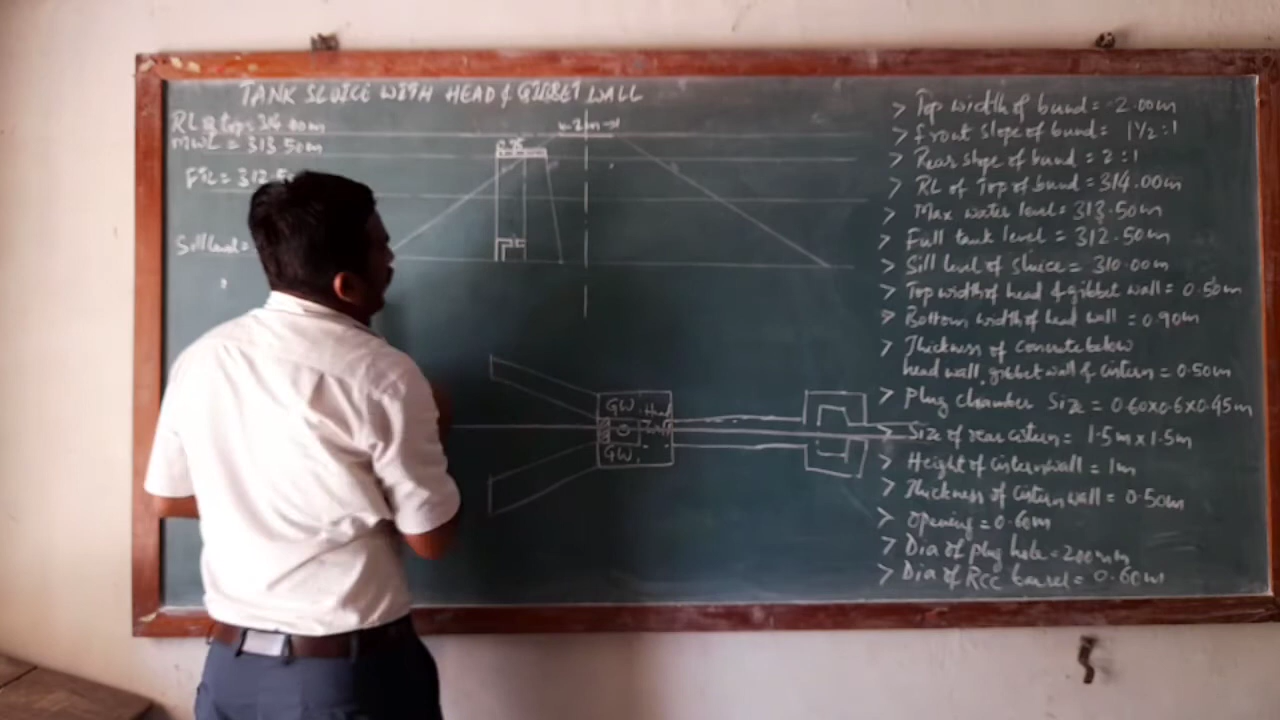 TANK SLUICE WITH HEAD & GIBBET WALL
RL @ top = 314.00m
MWL = 313.50m
FTL = 312.5
Sill level =
2m
GW.
Head
Wall
GW.
> Top width of bund = 2.00m
> front slope of bund = 1½:1
> Rear slope of bund = 2:1
> RL of Top of bund = 314.00m
> Max water level = 313.50m
> Full tank level = 312.50m
> Sill level of sluice = 310.00m
> Top width of head & gibbet wall = 0.50m
> Bottom width of head wall = 0.90m
> Thickness of concrete below
head wall, gibbet wall & cistern = 0.50m
> Plug chamber Size = 0.60x0.6x0.45m
> Size of rear cistern = 1.5m x 1.5m
> Height of cistern wall = 1m
> Thickness of cistern wall = 0.50m
> Opening = 0.60m
> Dia of plug hole = 200mm
> Dia of RCC barrel = 0.60m